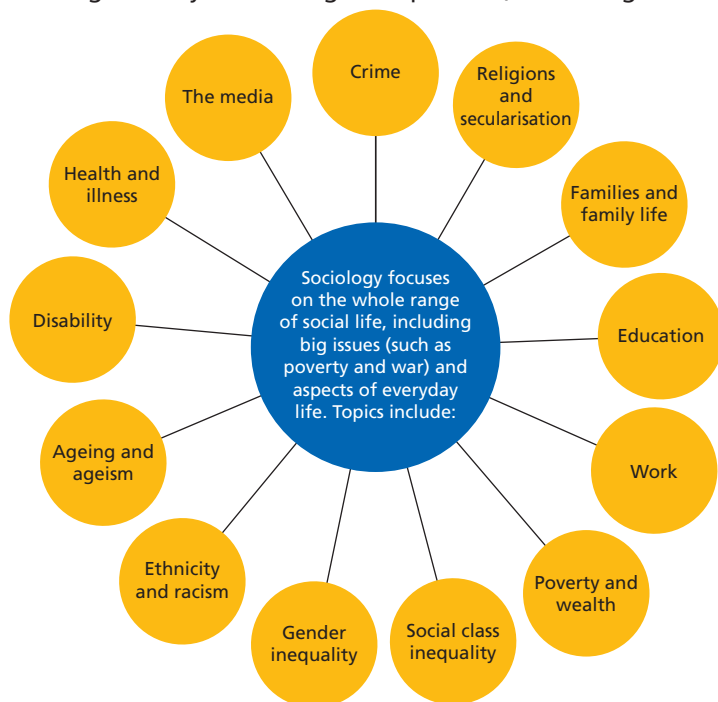 Crime
Religions
and
secularisation
Families and
family life
Education
Work
Poverty and
wealth
Social class
inequality
Gender
inequality
Ethnicity
and racism
Ageing and
ageism
Disability
Health and
illness
The media
Sociology focuses
on the whole range
of social life, including
big issues (such as
poverty and war) and
aspects of everyday
life. Topics include: